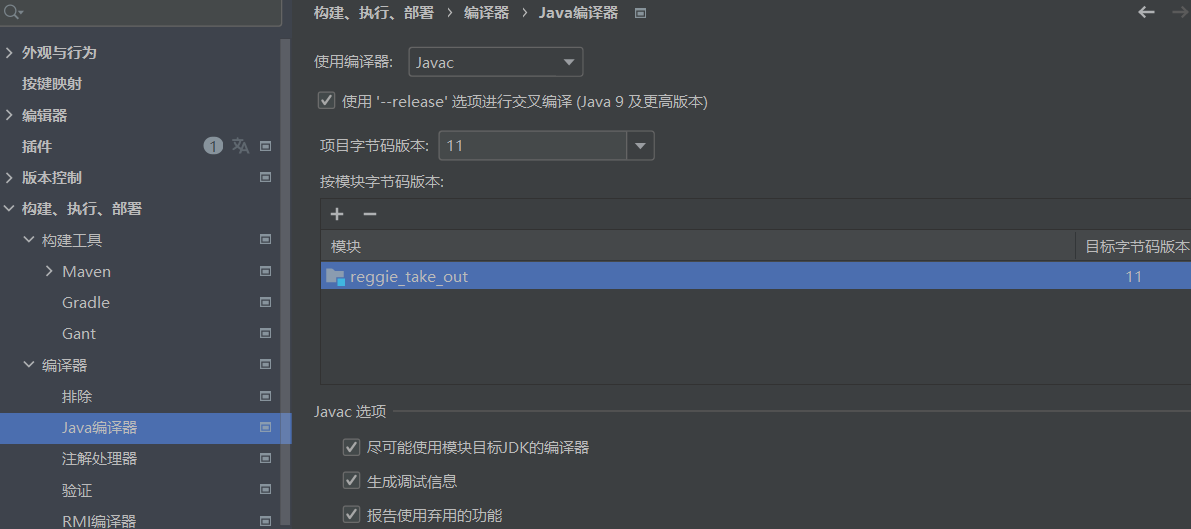 外观与行为
按键映射
编辑器
插件 1
版本控制
构建、执行、部署
构建工具
Maven
Gradle
Gant
编译器
排除
Java编译器
注解处理器
验证
RMI编译器
构建、执行、部署 › 编译器 › Java编译器
使用编译器: Javac
使用 '--release' 选项进行交叉编译 (Java 9 及更高版本)
项目字节码版本: 11
按模块字节码版本:
模块 目标字节码版本
reggie_take_out 11
Javac 选项
尽可能使用模块目标JDK的编译器
生成调试信息
报告使用弃用的功能